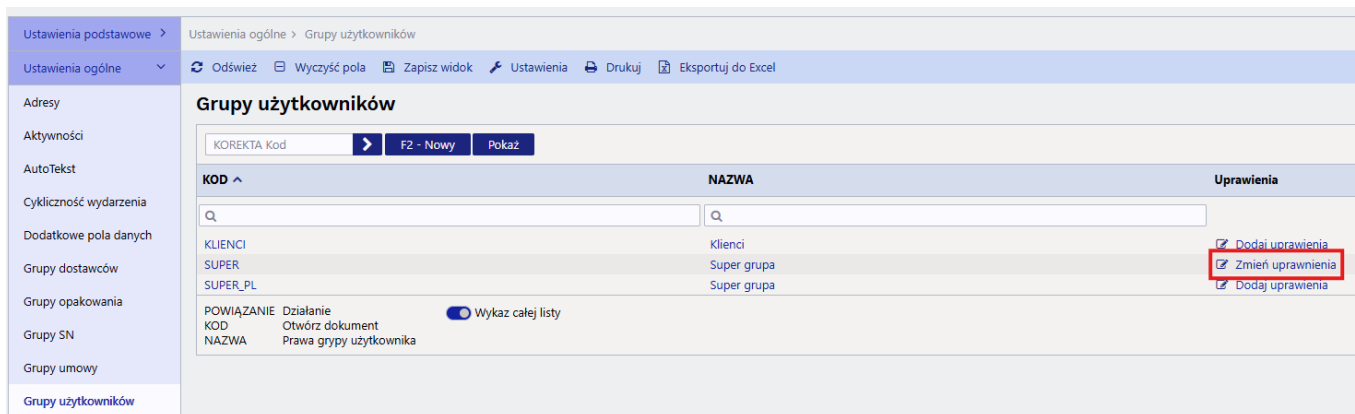 Ustawienia podstawowe
Ustawienia ogólne > Grupy użytkowników
Ustawienia ogólne
Odśwież Wyczyść pola Zapisz widok Ustawienia Drukuj Eksportuj do Excel
Adresy
Aktywności
AutoTekst
Cykliczność wydarzenia
Dodatkowe pola danych
Grupy dostawców
Grupy opakowania
Grupy SN
Grupy umowy
Grupy użytkowników
Grupy użytkowników
KOREKTA Kod F2 - Nowy Pokaż
KOD NAZWA Uprawienia
KLIENCI Klienci Dodaj uprawienia
SUPER Super grupa Zmień uprawnienia
SUPER_PL Super grupa Dodaj uprawienia
POWIĄZANIE Działanie Wykaz całej listy
KOD Otwórz dokument
NAZWA Prawa grypy użytkownika